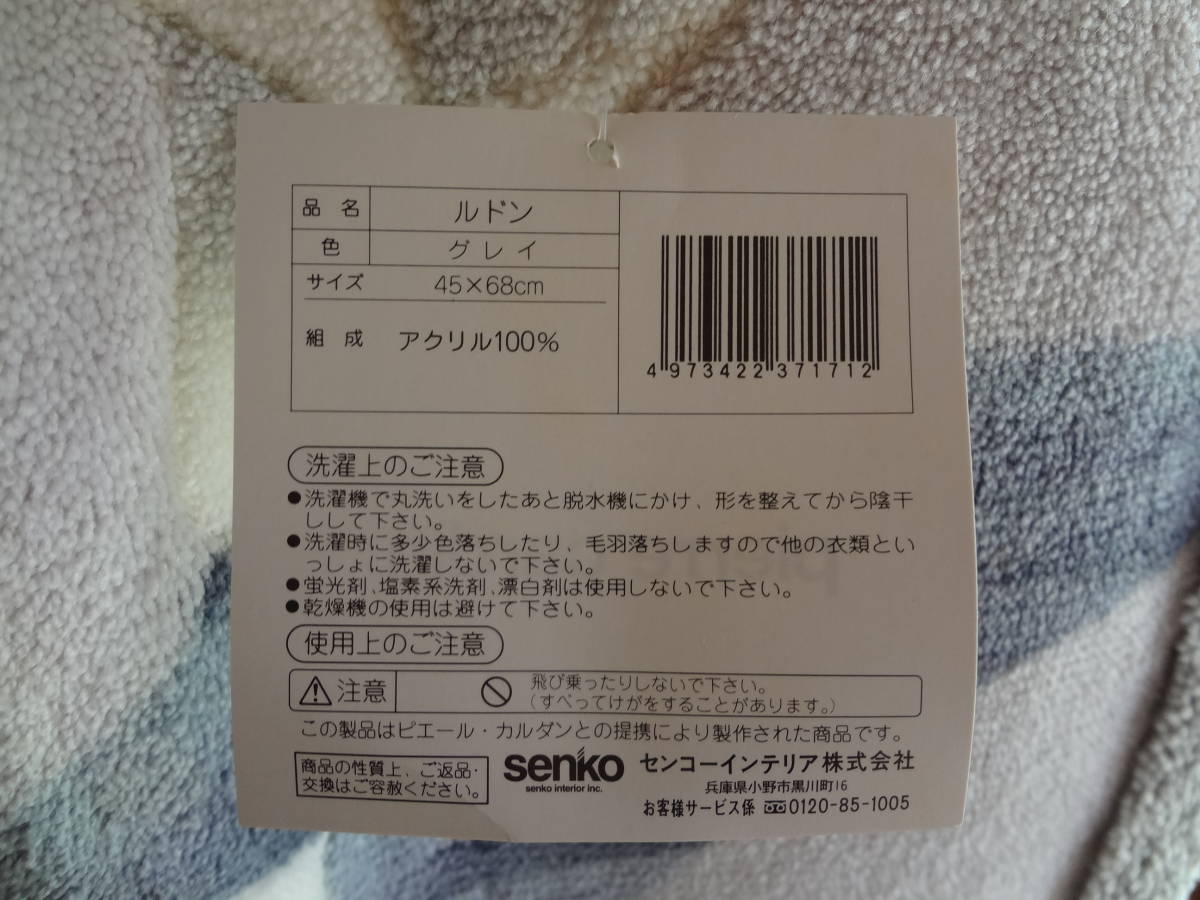 品名 ルドン
色 グレイ
サイズ 45×68cm
組成 アクリル100%
4 973422 371712
洗濯上のご注意
●洗濯機で丸洗いをしたあと脱水機にかけ、形を整えてから陰干
しして下さい。
●洗濯時に多少色落ちしたり、毛羽落ちしますので他の衣類とい
っしょに洗濯しないで下さい。
●蛍光剤、塩素系洗剤、漂白剤は使用しないで下さい。
●乾燥機の使用は避けて下さい。
使用上のご注意
注意
飛び乗ったりしないで下さい。
(すべってけがをすることがあります。)
この製品はピエール・カルダンとの提携により製作された商品です。
商品の性質上、ご返品・
交換はご容赦ください。
senko
senko interior inc.
センコーインテリア株式会社
兵庫県小野市黒川町16
お客様サービス係 0120-85-1005